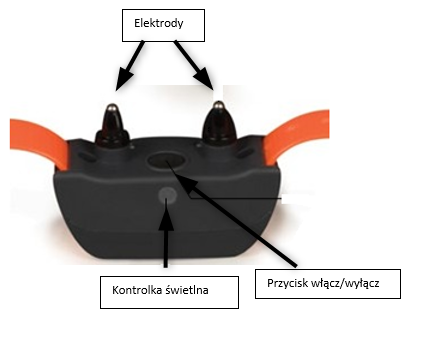 Elektrody
Kontrolka świetlna
Przycisk włącz/wyłącz